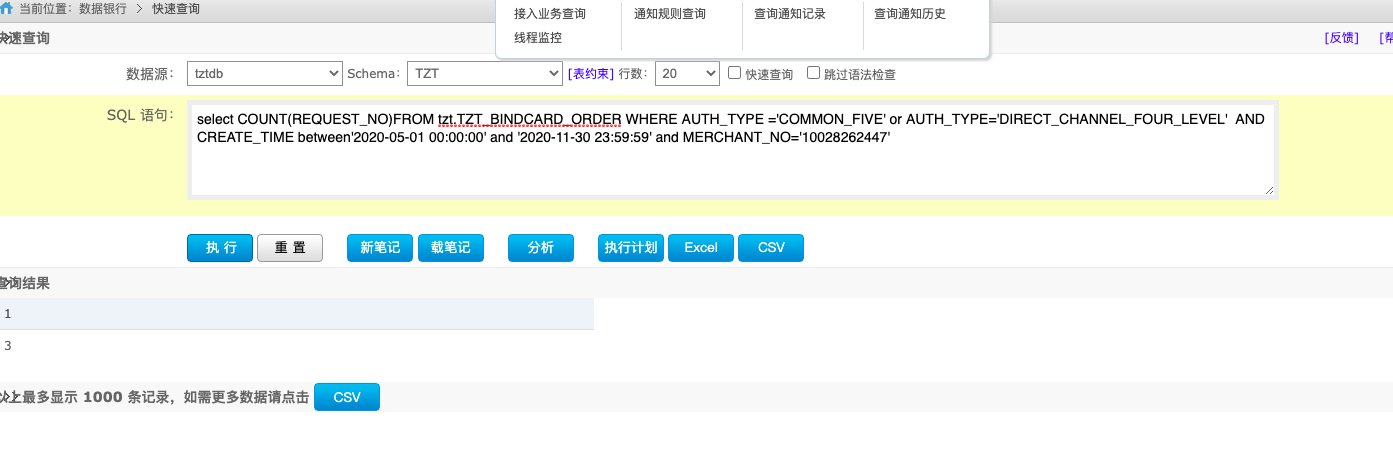 当前位置：数据银行 > 快速查询
接入业务查询 通知规则查询 查询通知记录 查询通知历史
线程监控
快速查询 [反馈] [帮
数据源： tztdb Schema： TZT [表约束] 行数： 20 快速查询 跳过语法检查
SQL 语句： select COUNT(REQUEST_NO)FROM tzt.TZT_BINDCARD_ORDER WHERE AUTH_TYPE ='COMMON_FIVE' or AUTH_TYPE='DIRECT_CHANNEL_FOUR_LEVEL' AND
CREATE_TIME between'2020-05-01 00:00:00' and '2020-11-30 23:59:59' and MERCHANT_NO='10028262447'
执 行 重 置 新笔记 载笔记 分析 执行计划 Excel CSV
查询结果
1
3
以上最多显示 1000 条记录，如需更多数据请点击 CSV